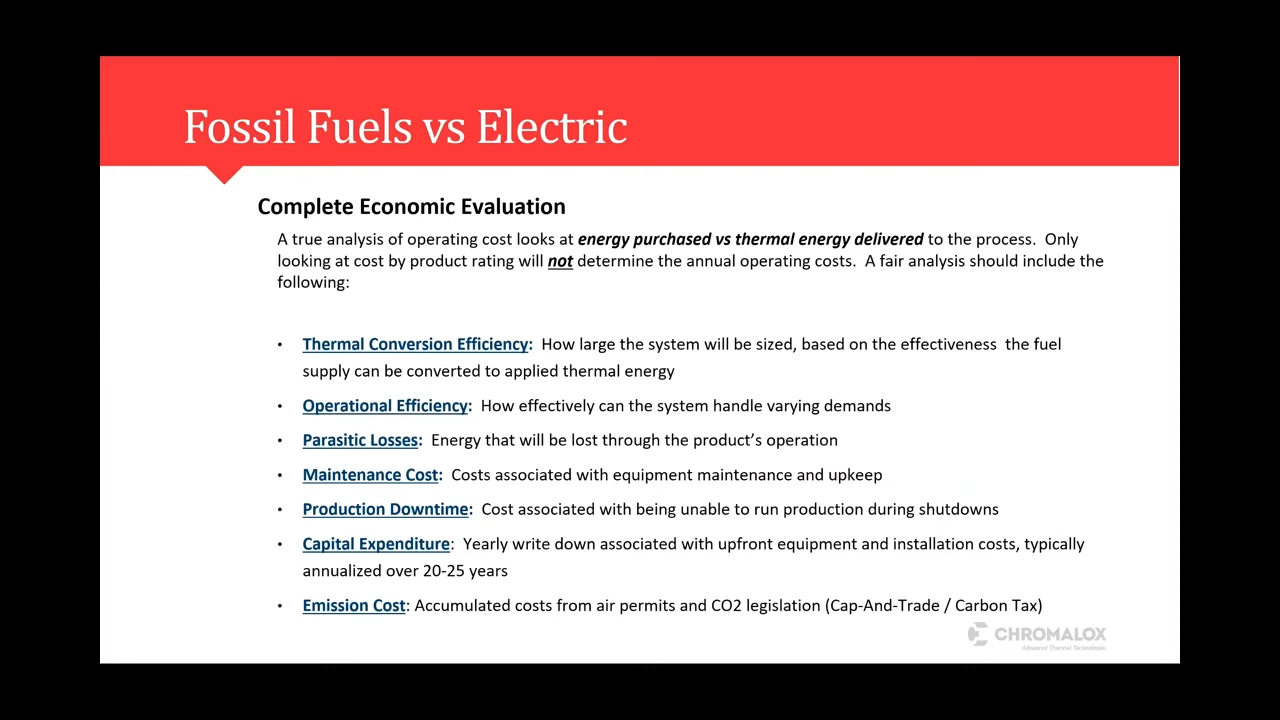 Fossil Fuels vs Electric
Complete Economic Evaluation
A true analysis of operating cost looks at energy purchased vs thermal energy delivered to the process. Only
looking at cost by product rating will not determine the annual operating costs. A fair analysis should include the
following:
• Thermal Conversion Efficiency: How large the system will be sized, based on the effectiveness the fuel
supply can be converted to applied thermal energy
• Operational Efficiency: How effectively can the system handle varying demands
• Parasitic Losses: Energy that will be lost through the product's operation
• Maintenance Cost: Costs associated with equipment maintenance and upkeep
• Production Downtime: Cost associated with being unable to run production during shutdowns
• Capital Expenditure: Yearly write down associated with upfront equipment and installation costs, typically
annualized over 20-25 years
• Emission Cost: Accumulated costs from air permits and CO2 legislation (Cap-And-Trade / Carbon Tax)
CHROMALOX
Advanced Thermal Technologies